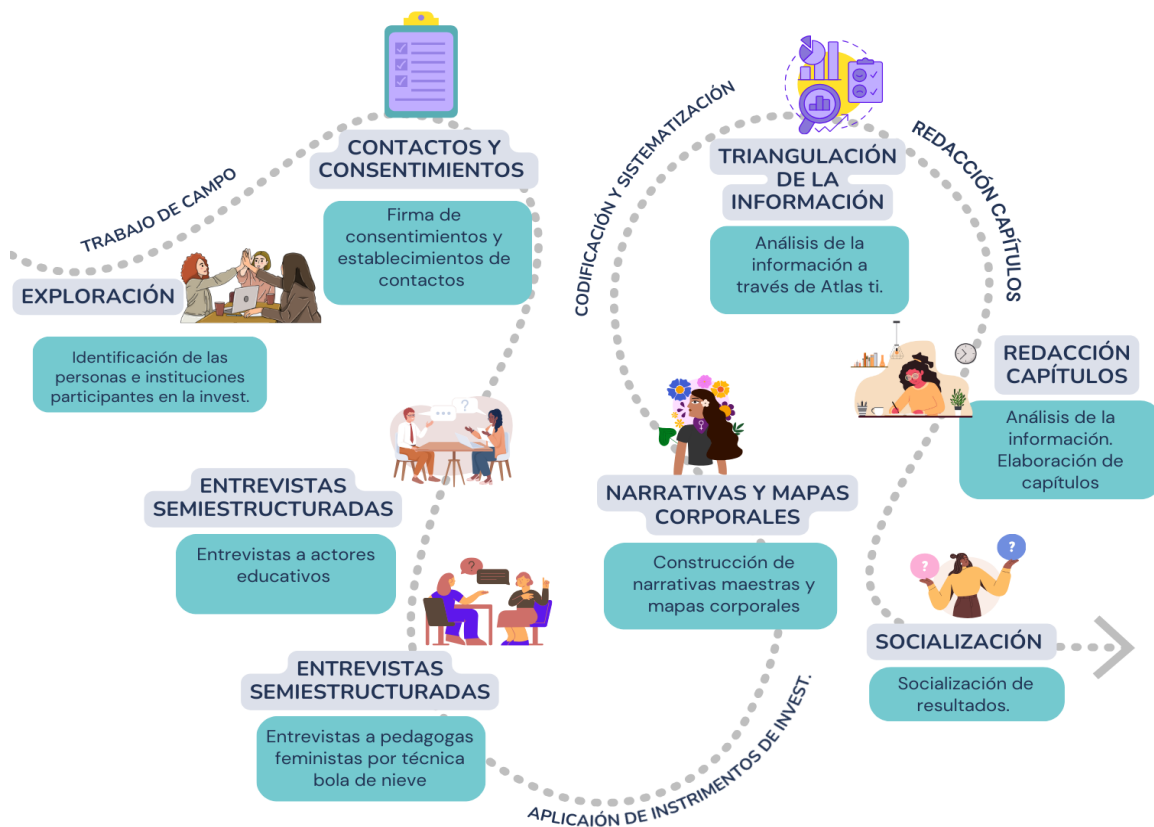 TRABAJO DE CAMPO
EXPLORACIÓN
Identificación de las
personas e instituciones
participantes en la invest.
CONTACTOS Y
CONSENTIMIENTOS
Firma de
consentimientos y
establecimientos de
contactos
ENTREVISTAS
SEMIESTRUCTURADAS
Entrevistas a actores
educativos
ENTREVISTAS
SEMIESTRUCTURADAS
Entrevistas a pedagogas
feministas por técnica
bola de nieve
APLICAIÓN DE INSTRIMENTOS DE INVEST.
NARRATIVAS Y MAPAS
CORPORALES
Construcción de
narrativas maestras y
mapas corporales
CODIFICACIÓN Y SISTEMATIZACIÓN
TRIANGULACIÓN
DE LA
INFORMACIÓN
Análisis de la
información a
través de Atlas ti.
REDACCIÓN CAPÍTULOS
REDACCIÓN
CAPÍTULOS
Análisis de la
información.
Elaboración de
capítulos
SOCIALIZACIÓN
Socialización de
resultados.